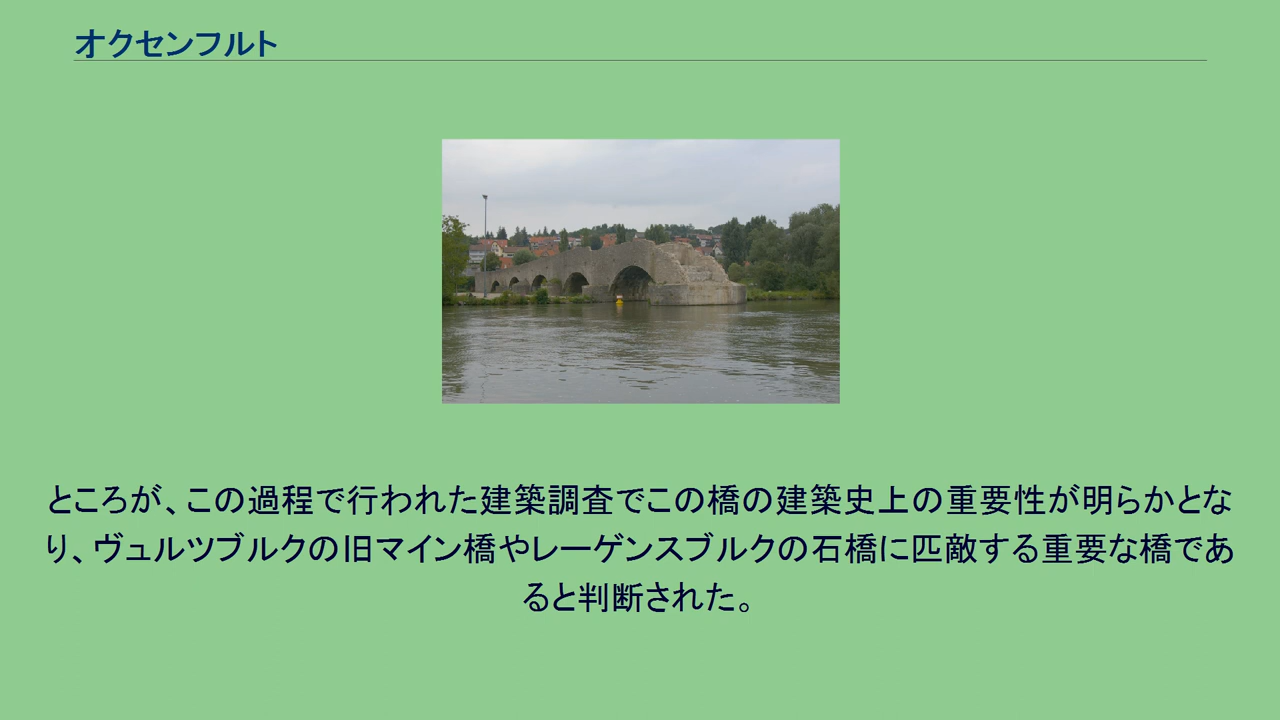 オクセンフルト
ところが、この過程で行われた建築調査でこの橋の建築史上の重要性が明らかとな
り、ヴュルツブルクの旧マイン橋やレーゲンスブルクの石橋に匹敵する重要な橋であ
ると判断された。